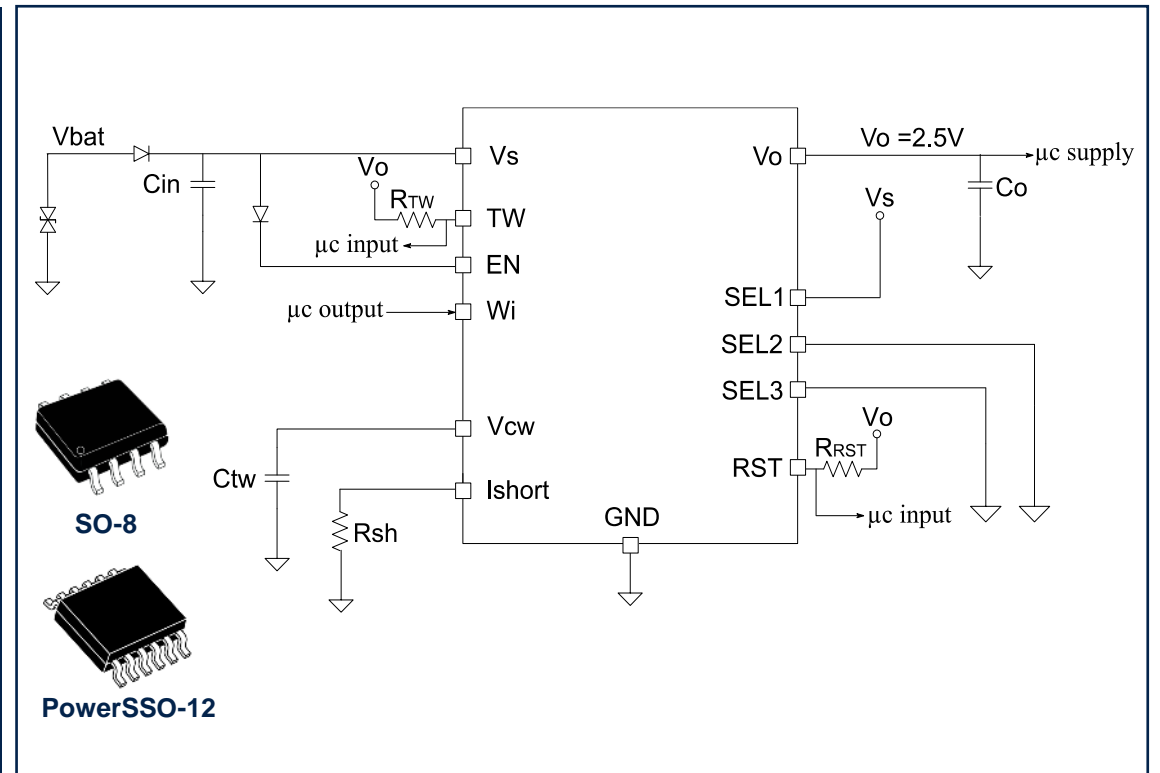 Vbat
Cin
Vo
RTW
µc input
µc output
Vs
TW
EN
Wi
Vcw
Ishort
Ctw
Rsh
GND
Vo
SEL1
SEL2
SEL3
RST
Vo =2.5V
µc supply
Co
Vs
Vo
RRST
µc input
SO-8
PowerSSO-12